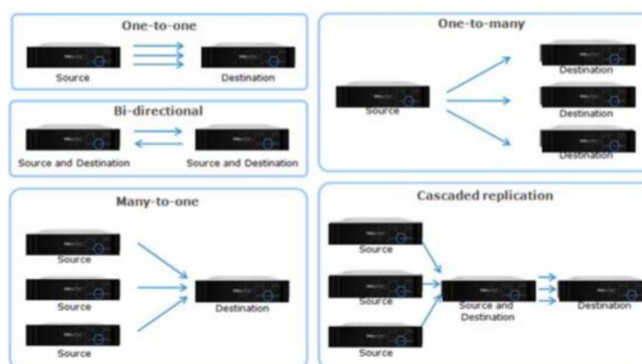 One-to-one
Source
Destination
Bi-directional
Source and Destination
Source and Destination
Many-to-one
Source
Source
Source
Destination
One-to-many
Source
Destination
Destination
Destination
Cascaded replication
Source
Source
Source
Source and
Destination
Destination